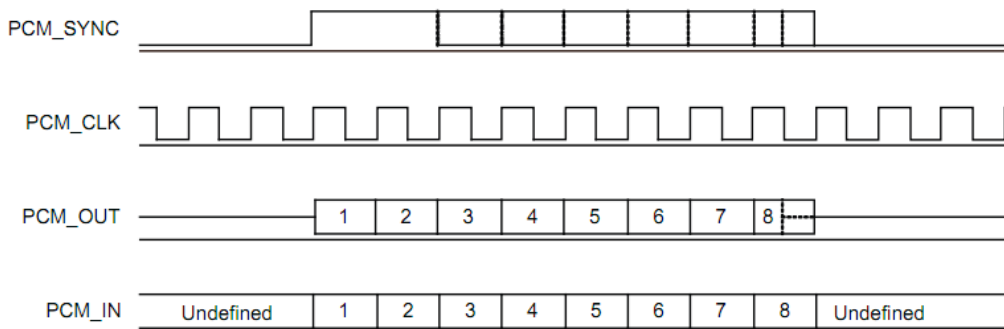 PCM_SYNC
PCM_CLK
PCM_OUT 1 2 3 4 5 6 7 8
PCM_IN Undefined 1 2 3 4 5 6 7 8 Undefined